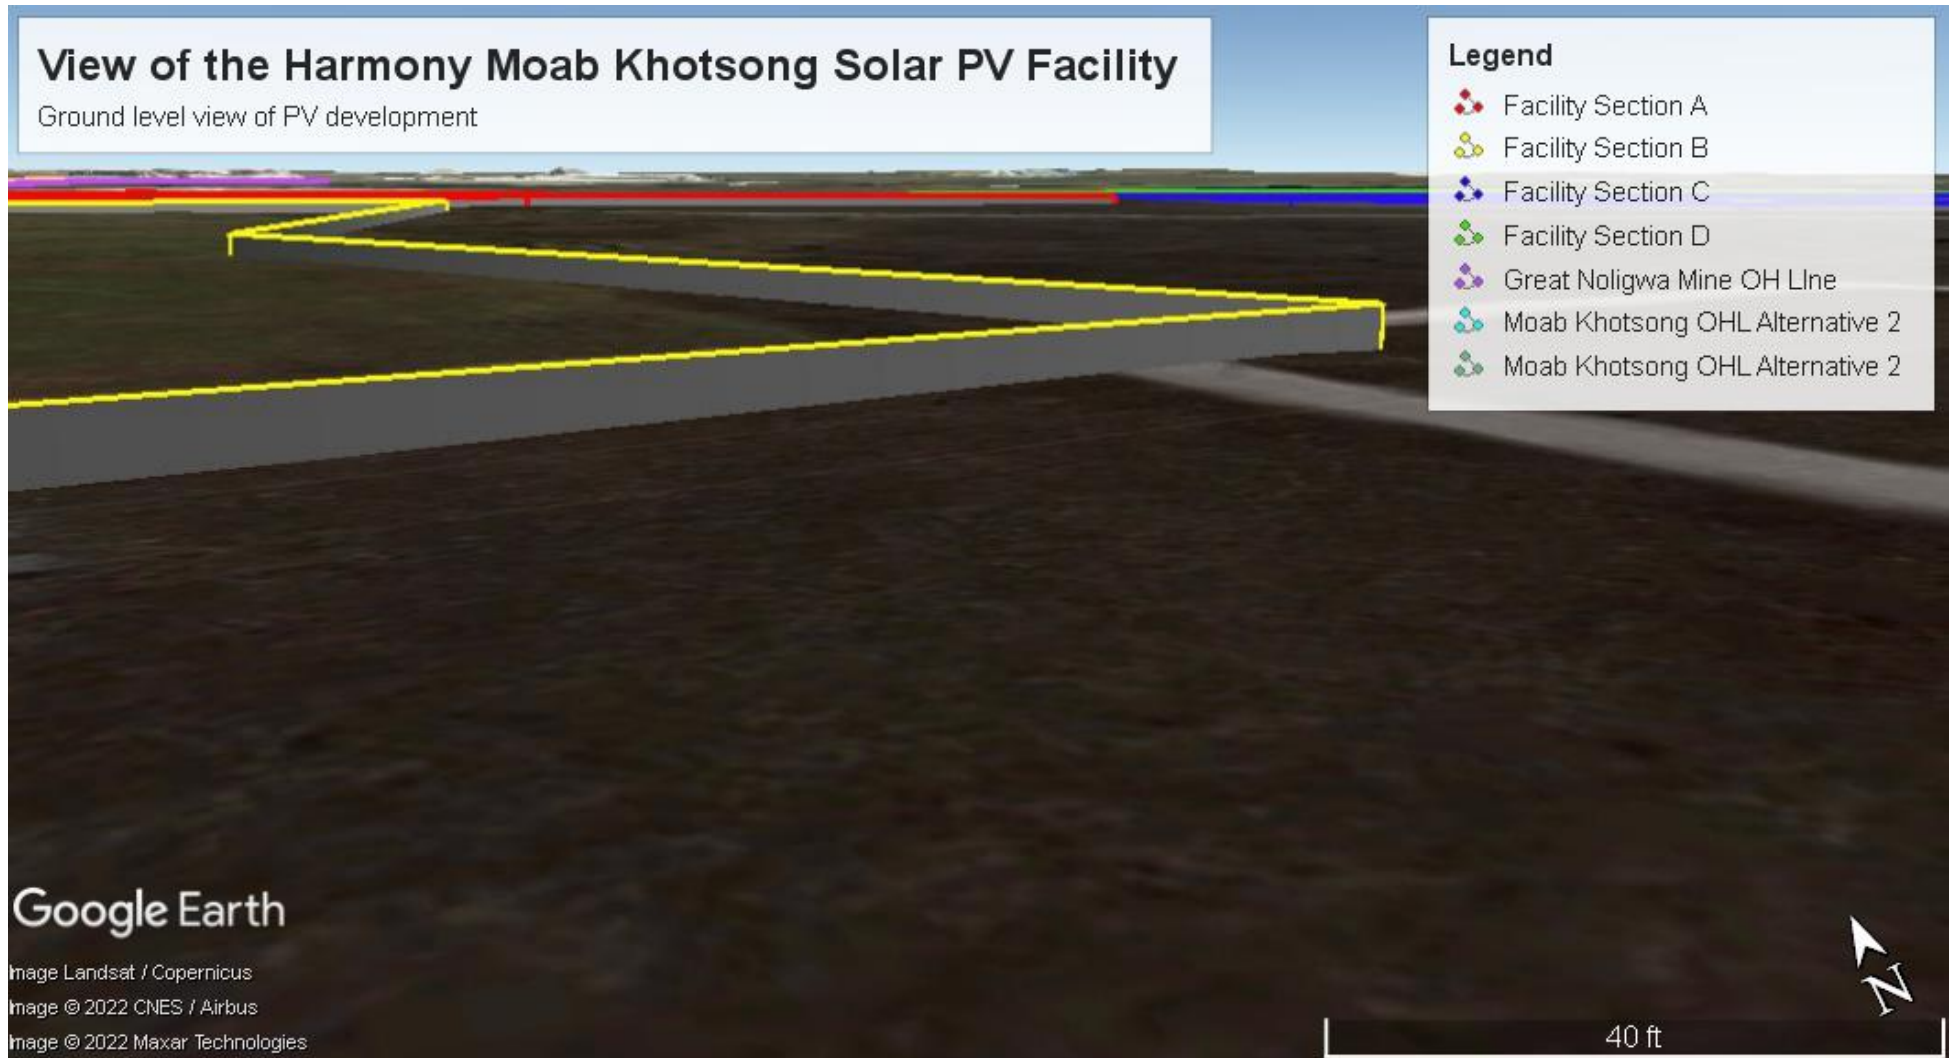 View of the Harmony Moab Khotsong Solar PV Facility
Ground level view of PV development
Legend
Facility Section A
Facility Section B
Facility Section C
Facility Section D
Great Noligwa Mine OH LIne
Moab Khotsong OHL Alternative 2
Moab Khotsong OHL Alternative 2
Google Earth
Image Landsat / Copernicus
Image © 2022 CNES / Airbus
Image © 2022 Maxar Technologies
N
40 ft